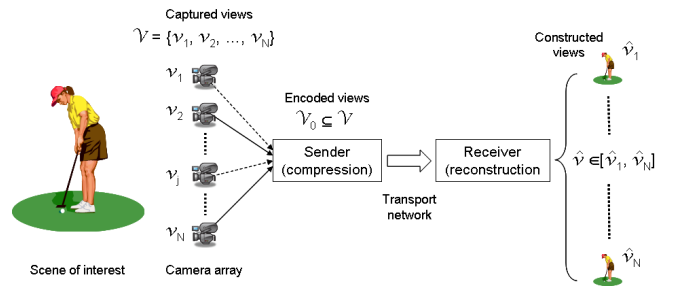 Captured views
𝒱 = {𝓋1, 𝓋2, ..., 𝓋N}
𝓋1
𝓋2
𝓋j
𝓋N
Scene of interest
Camera array
Encoded views
𝒱0 ⊆ 𝒱
Sender
(compression)
Transport
network
Receiver
(reconstruction
Constructed
views
𝓋̂1
𝓋̂ ∈[𝓋̂1, 𝓋̂N]
𝓋̂N